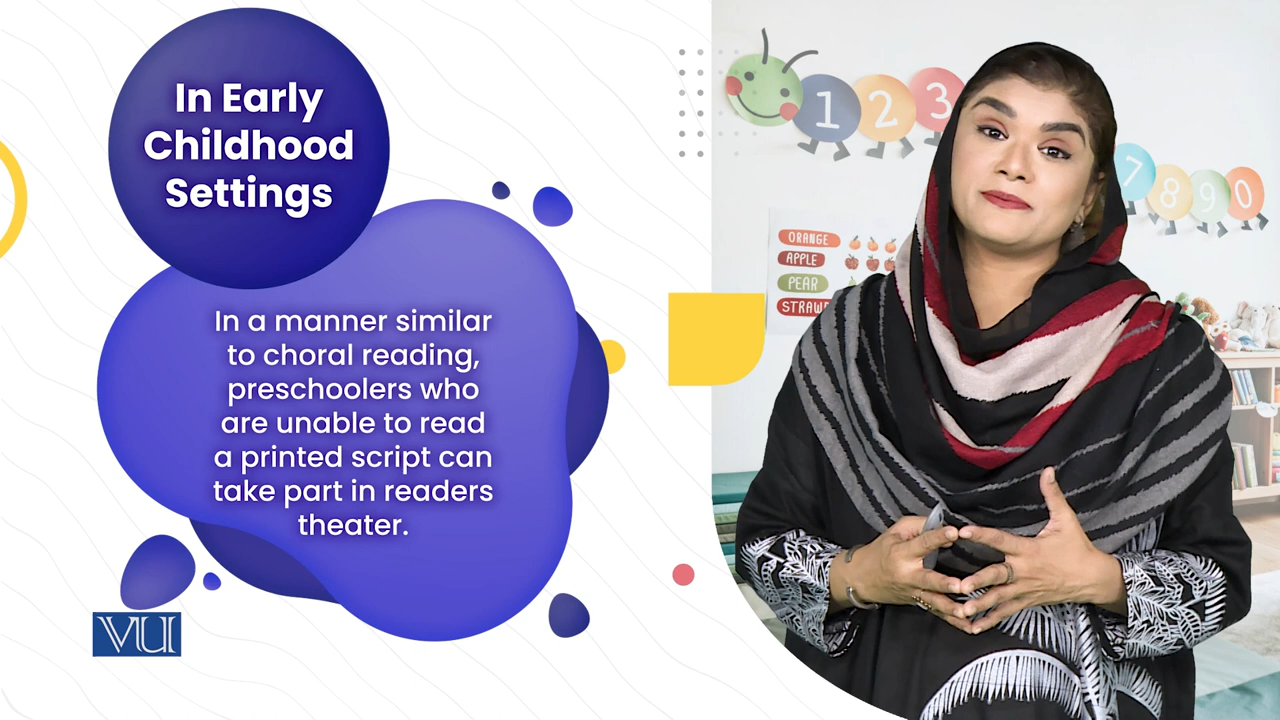 In Early
Childhood
Settings
In a manner similar
to choral reading,
preschoolers who
are unable to read
a printed script can
take part in readers
theater.
VU
1 2 3
7 8 9 0
ORANGE
APPLE
PEAR
STRAW